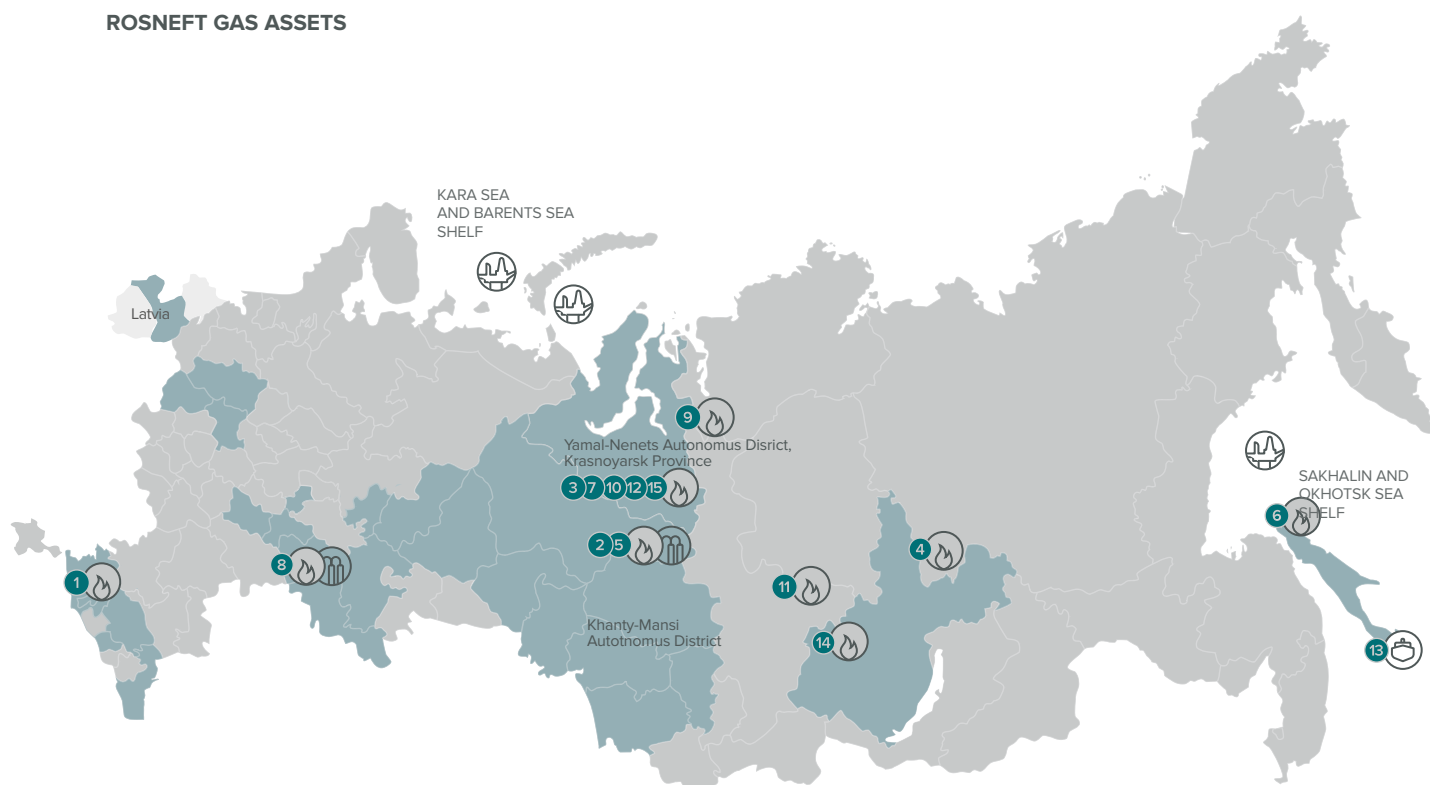 ROSNEFT GAS ASSETS
KARA SEA
AND BARENTS SEA
SHELF
Latvia
9
Yamal-Nenets Autonomus Disrict,
Krasnoyarsk Province
3 7 10 12 15
SAKHALIN AND
OKHOTSK SEA
SHELF
6
2 5
4
8
1
11
Khanty-Mansi
Autotnomus District
14
13